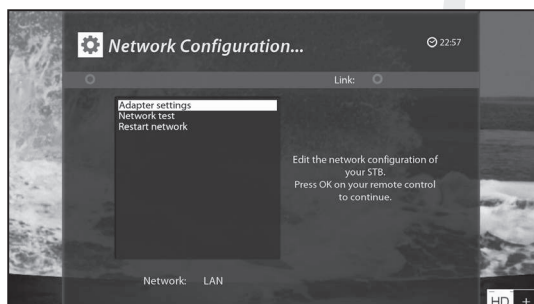 Network Configuration...
22:57
Link:
Adapter settings
Network test
Restart network
Edit the network configuration of
your STB.
Press OK on your remote control
to continue.
Network: LAN
HD +